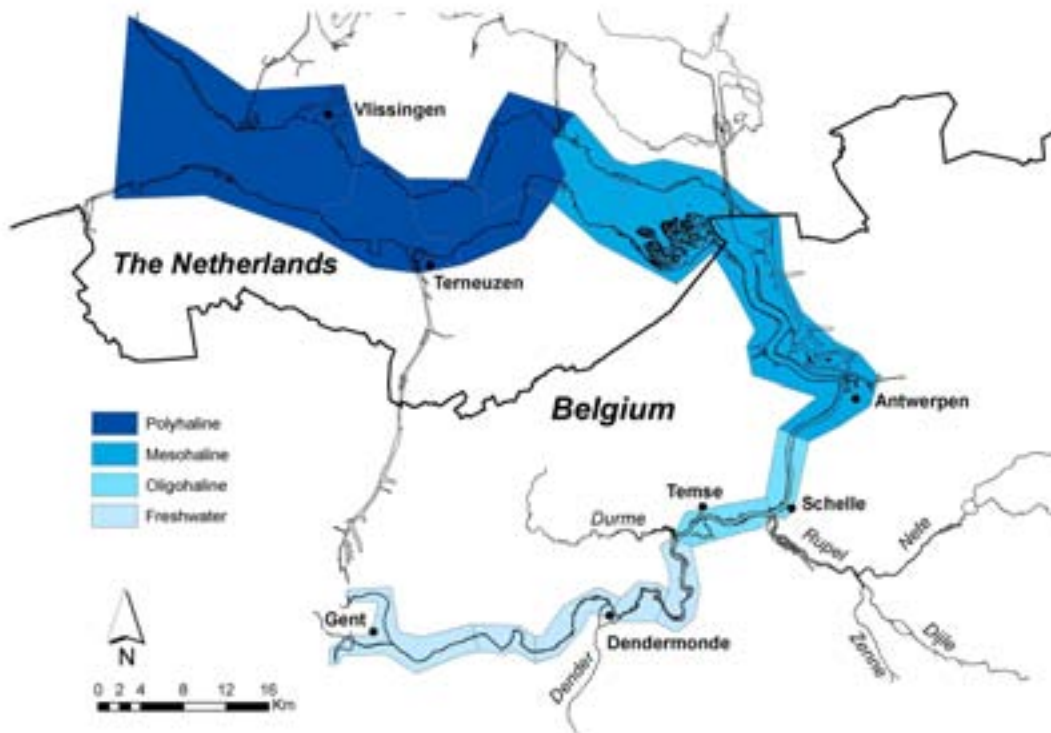 Vlissingen
The Netherlands
Terneuzen
Belgium
Antwerpen
Polyhaline
Mesohaline
Oligohaline
Freshwater
Temse
Schelle
Durme
Rupel
Nete
Gent
Dendermonde
Dender
Zenne
Dijle
N
0 2 4 8 12 16
Km